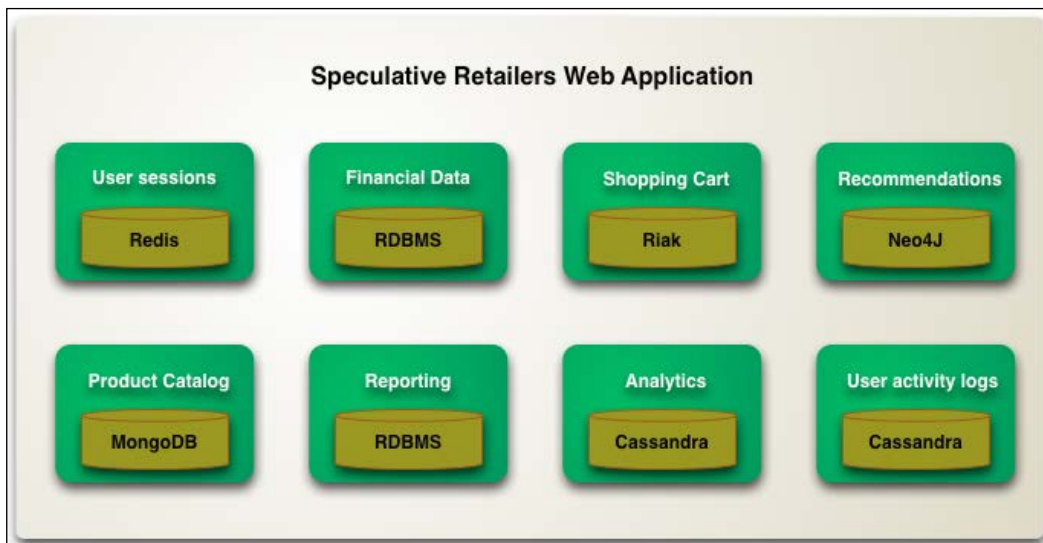 Speculative Retailers Web Application
User sessions
Redis
Financial Data
RDBMS
Shopping Cart
Riak
Recommendations
Neo4J
Product Catalog
MongoDB
Reporting
RDBMS
Analytics
Cassandra
User activity logs
Cassandra